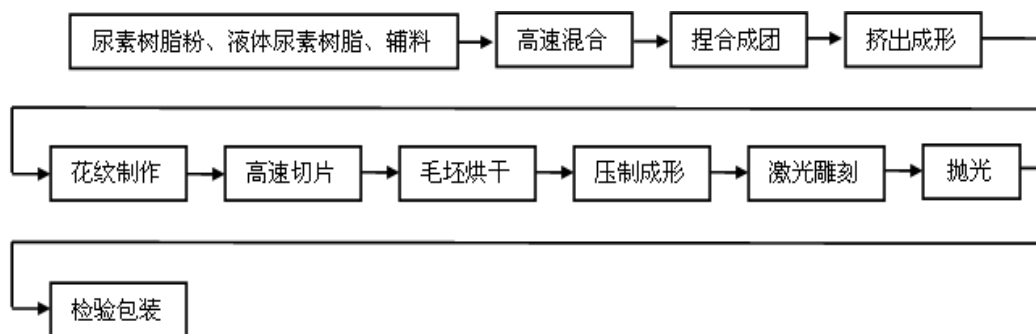 尿素树脂粉、液体尿素树脂、辅料
高速混合
捏合成团
挤出成形
花纹制作
高速切片
毛坯烘干
压制成形
激光雕刻
抛光
检验包装